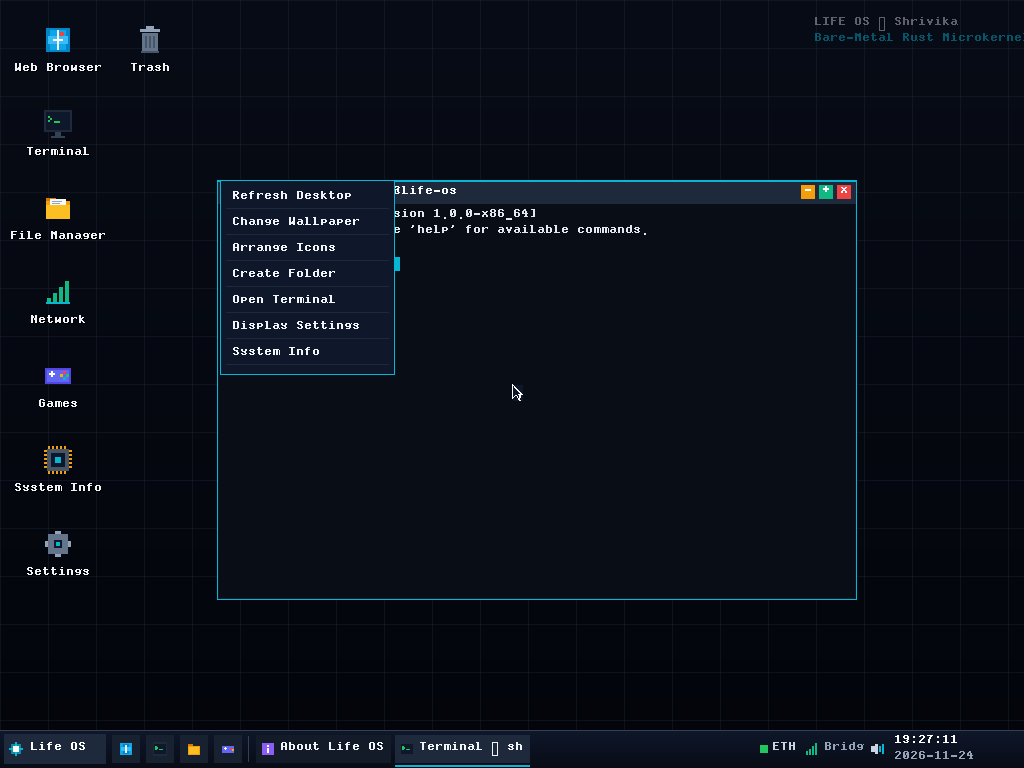 LIFE OS ▯ Shrivika
Bare-Metal Rust Microkerne
Web Browser
Trash
Terminal
File Manager
Network
Games
System Info
Settings
@life-os
sion 1.0.0-x86_64]
e 'help' for available commands.
Refresh Desktop
Change Wallpaper
Arrange Icons
Create Folder
Open Terminal
Display Settings
System Info
Life OS
About Life OS
Terminal ▯ sh
ETH
Bridg
19:27:11
2026-11-24